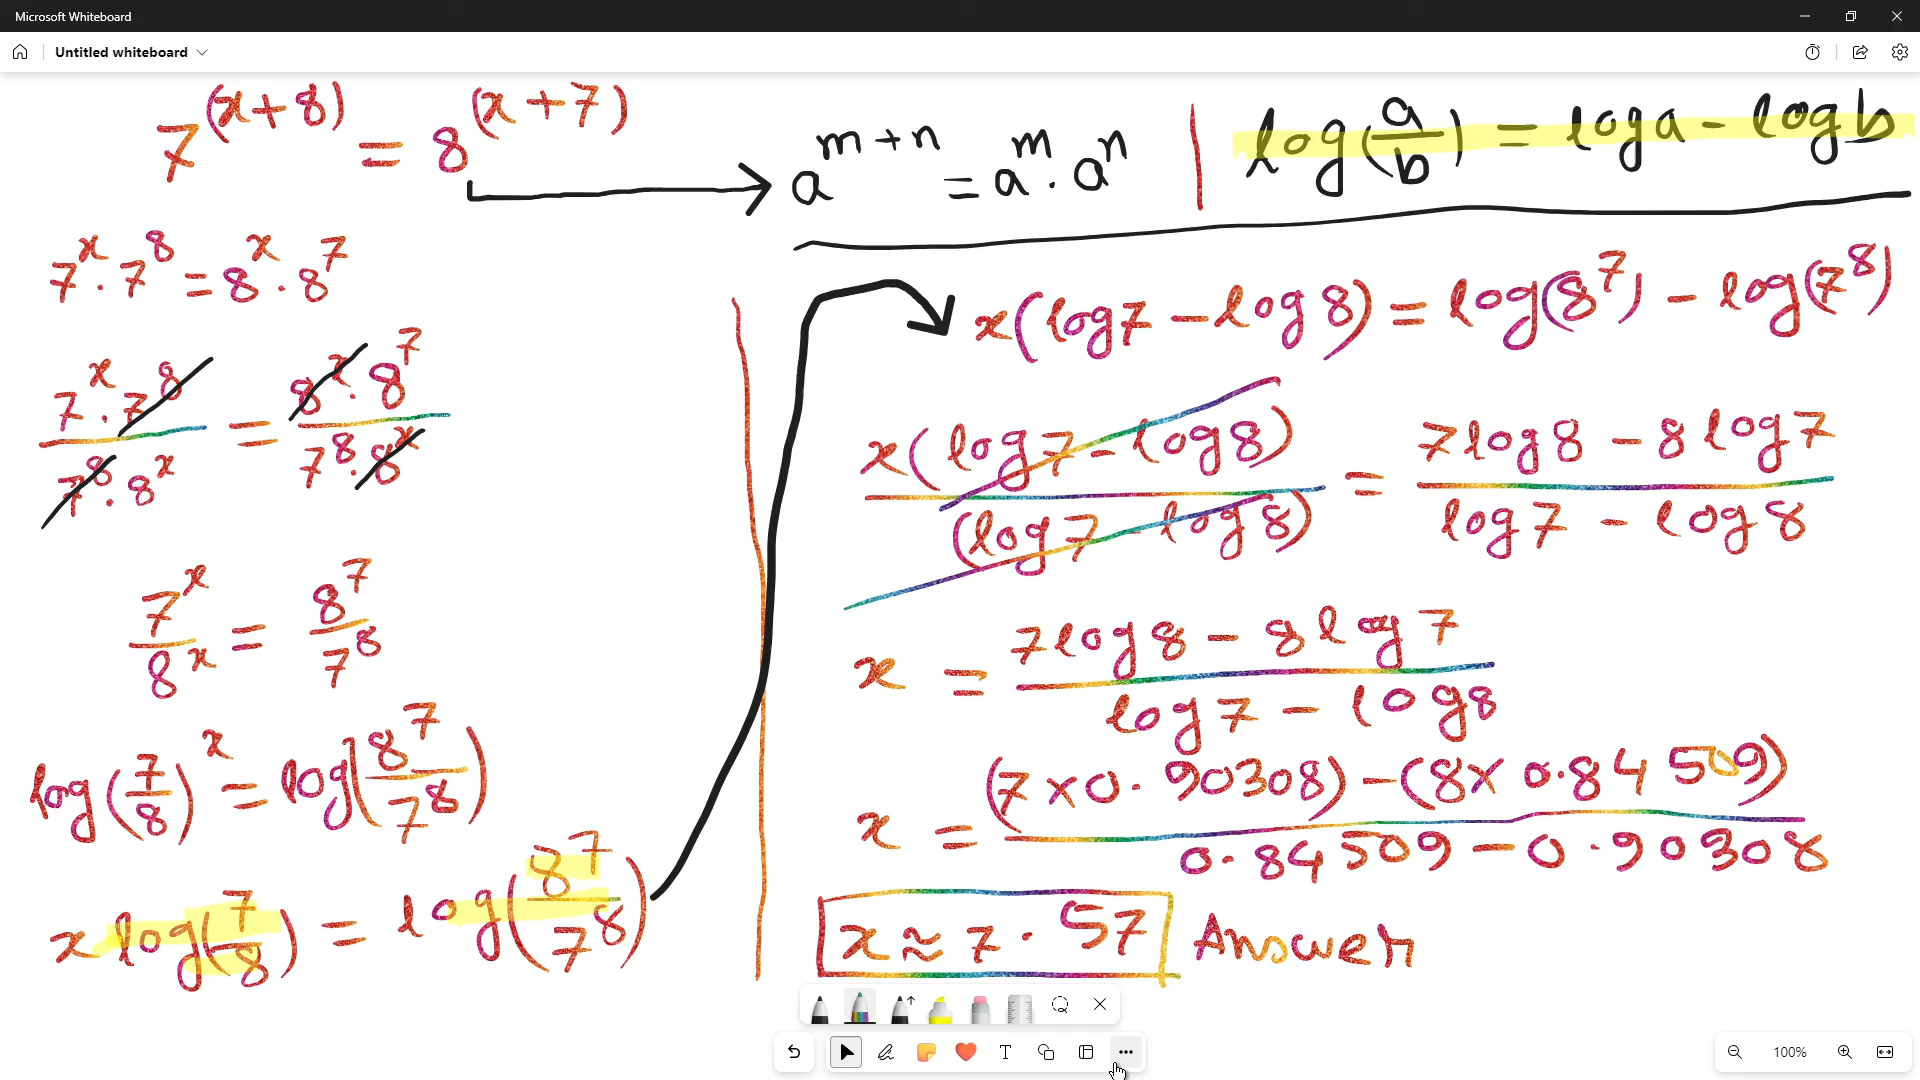 Microsoft Whiteboard
Untitled whiteboard
7^(x+8) = 8^(x+7)
a^(m+n) = a^m · a^n
log(a/b) = log a - log b
7^x · 7^8 = 8^x · 8^7
(7^x · 7^8)/(7^8 · 8^x) = (8^x · 8^7)/(7^8 · 8^x)
7^x/8^x = 8^7/7^8
log(7/8)^x = log(8^7/7^8)
x log(7/8) = log(8^7/7^8)
x(log7 - log8) = log(8^7) - log(7^8)
x(log7 - log8)/(log7 - log8) = (7log8 - 8log7)/(log7 - log8)
x = (7log8 - 8log7)/(log7 - log8)
x = ((7×0.90308) - (8×0.84509))/(0.84509 - 0.90308)
x ≈ 7.57 Answer
100%